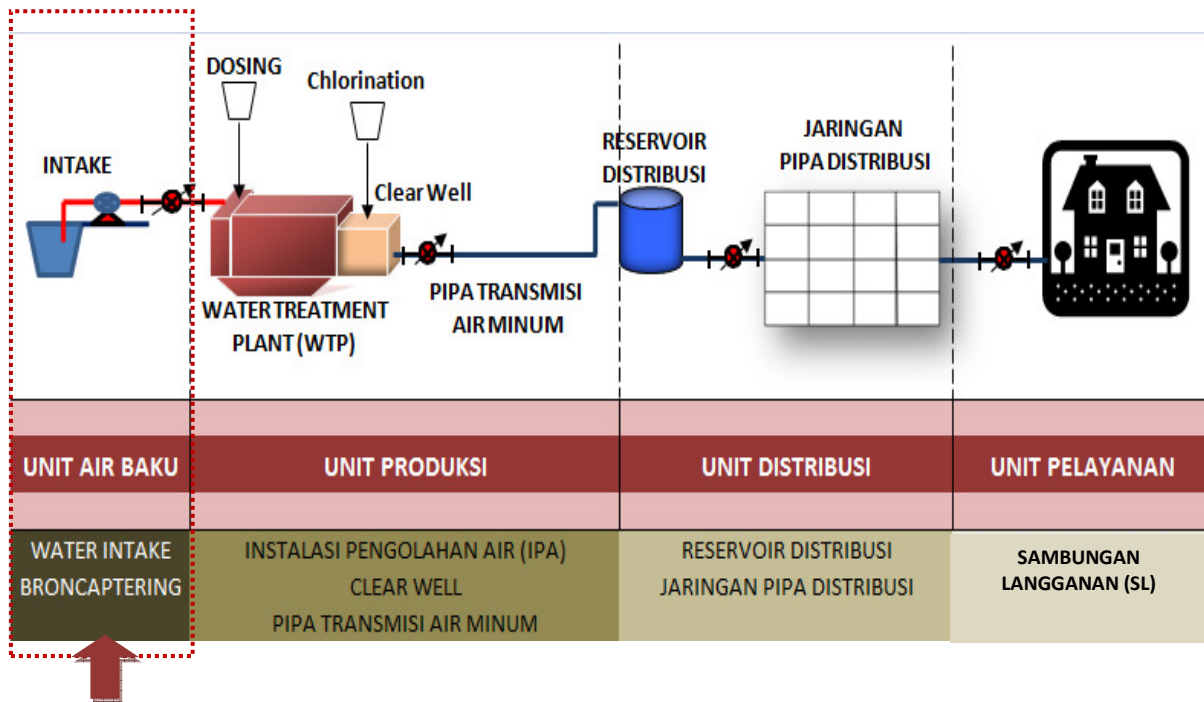 DOSING
Chlorination
INTAKE
Clear Well
WATER TREATMENT
PLANT (WTP)
PIPA TRANSMISI
AIR MINUM
RESERVOIR
DISTRIBUSI
JARINGAN
PIPA DISTRIBUSI
UNIT AIR BAKU
UNIT PRODUKSI
UNIT DISTRIBUSI
UNIT PELAYANAN
WATER INTAKE
BRONCAPTERING
INSTALASI PENGOLAHAN AIR (IPA)
CLEAR WELL
PIPA TRANSMISI AIR MINUM
RESERVOIR DISTRIBUSI
JARINGAN PIPA DISTRIBUSI
SAMBUNGAN
LANGGANAN (SL)